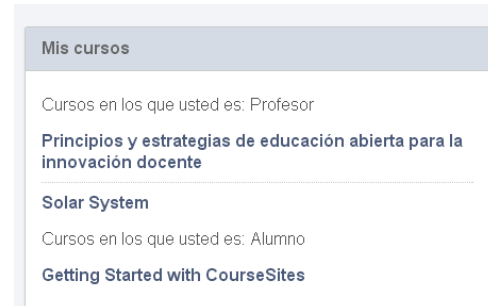 Mis cursos
Cursos en los que usted es: Profesor
Principios y estrategias de educación abierta para la
innovación docente
Solar System
Cursos en los que usted es: Alumno
Getting Started with CourseSites